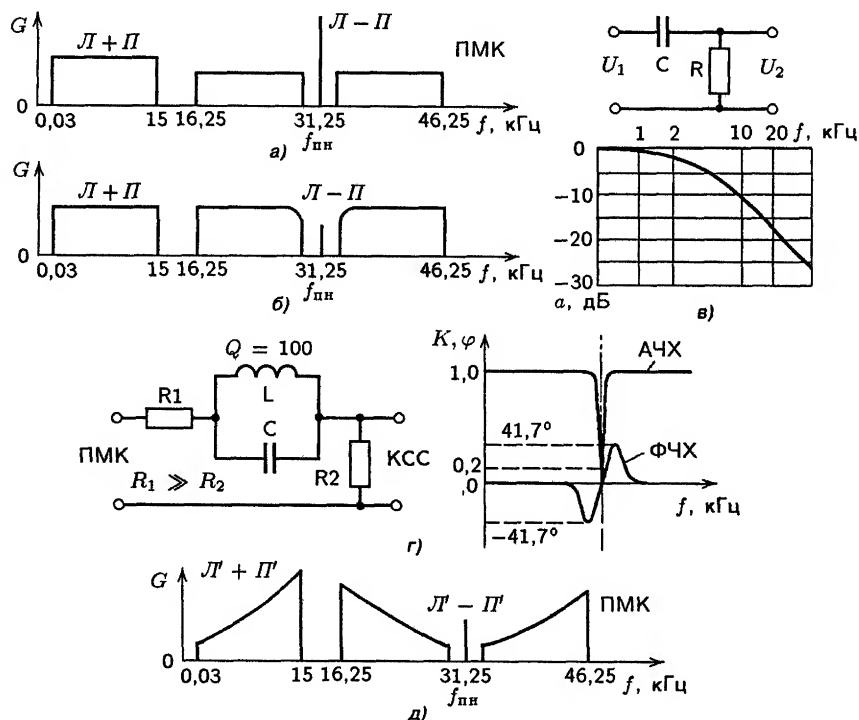 G
Л + П
Л – П
ПМК
0
0,03
15
16,25
31,25
46,25
f, кГц
fпн
а)
G
Л + П
Л – П
0
0,03
15
16,25
31,25
46,25
f, кГц
fпн
б)
U1
C
R
U2
1
2
10
20
f, кГц
0
–10
–20
–30
a, дБ
в)
Q = 100
L
R1
C
R2
ПМК
КСС
R1 ≫ R2
г)
K, φ
АЧХ
1,0
41,7°
0,2
,0
ФЧХ
–41,7°
f, кГц
G
Л' + П'
Л' – П'
ПМК
0
0,03
15
16,25
31,25
46,25
f, кГц
fпн
д)